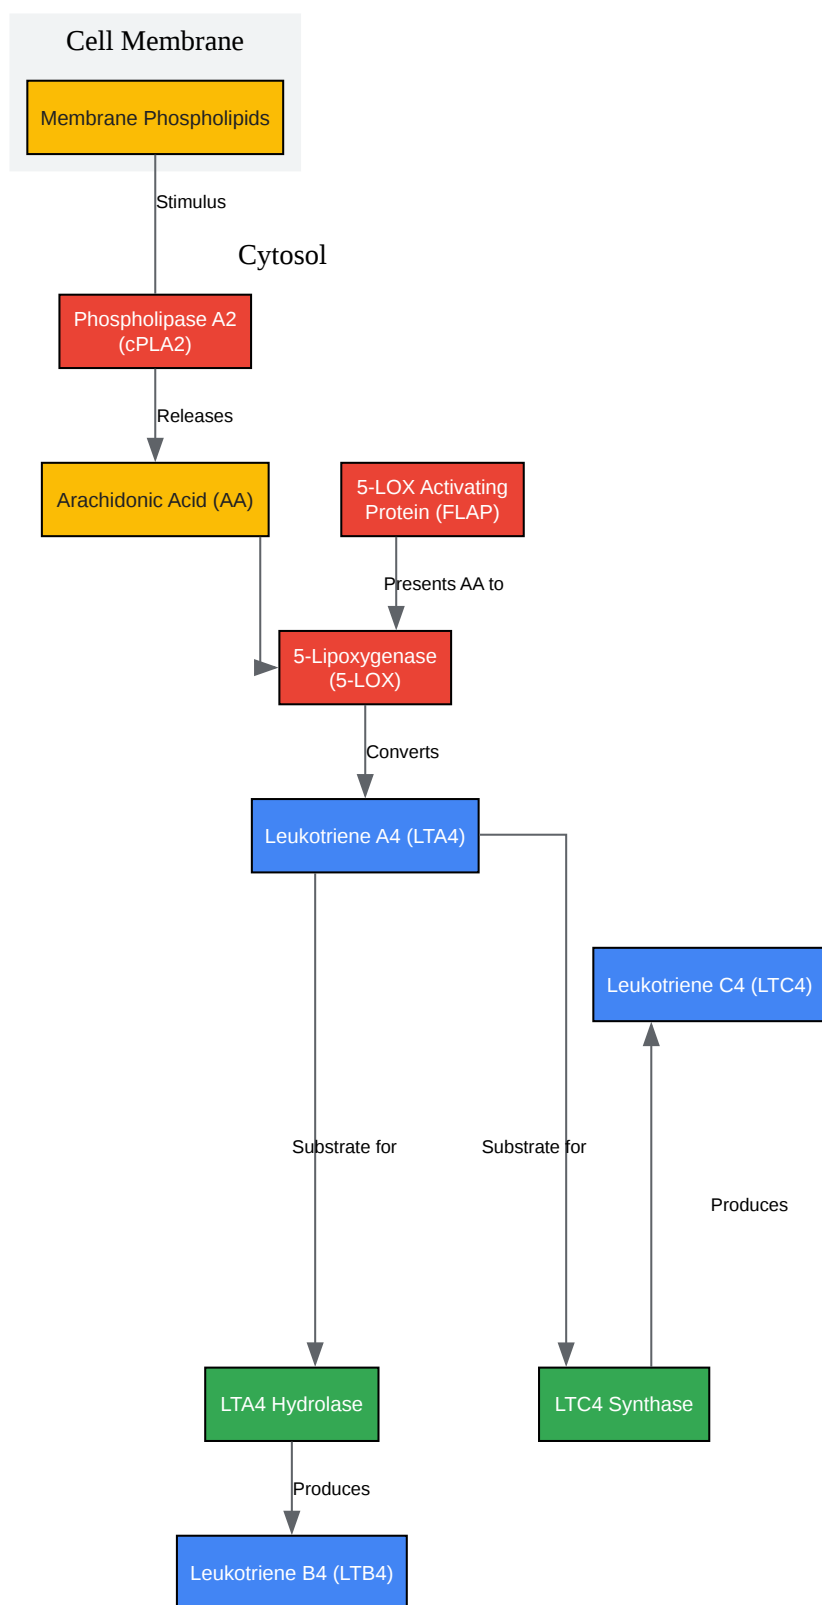 Cell Membrane
Membrane Phospholipids
Stimulus
Cytosol
Phospholipase A2
(cPLA2)
Releases
Arachidonic Acid (AA)
5-LOX Activating
Protein (FLAP)
Presents AA to
5-Lipoxygenase
(5-LOX)
Converts
Leukotriene A4 (LTA4)
Leukotriene C4 (LTC4)
Substrate for
Substrate for
Produces
LTA4 Hydrolase
LTC4 Synthase
Produces
Leukotriene B4 (LTB4)